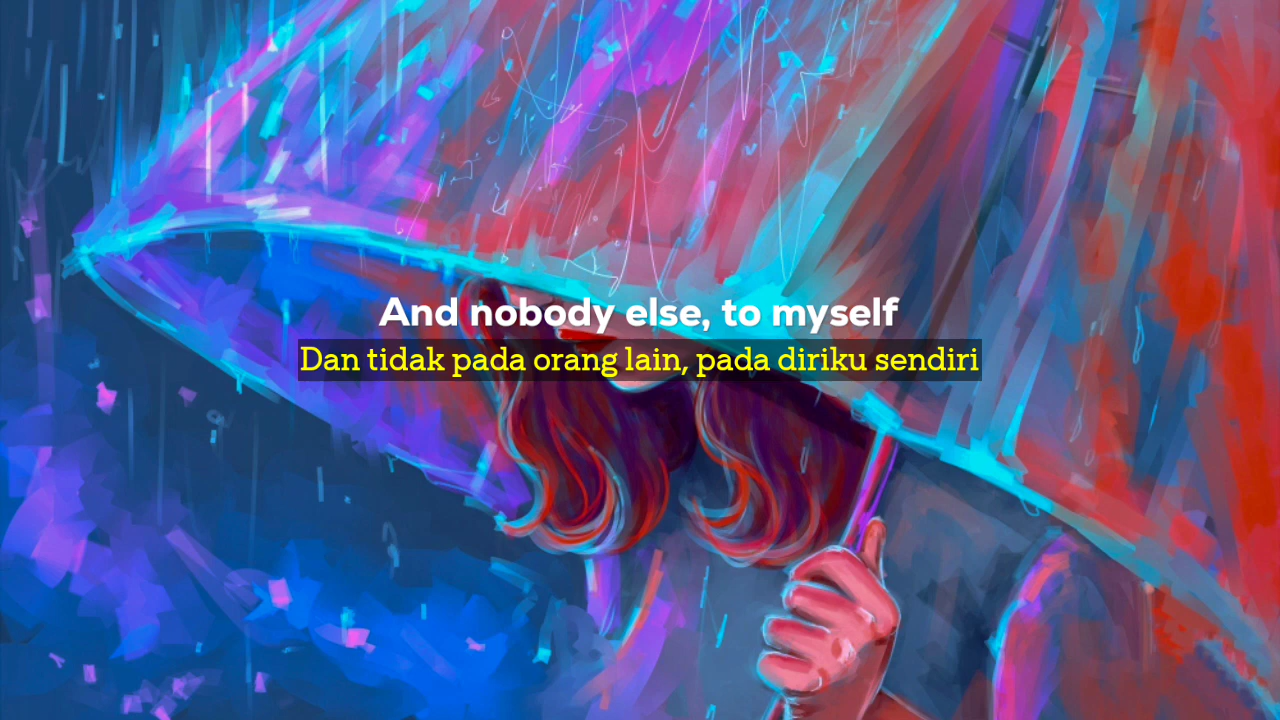 And nobody else, to myself
Dan tidak pada orang lain, pada diriku sendiri